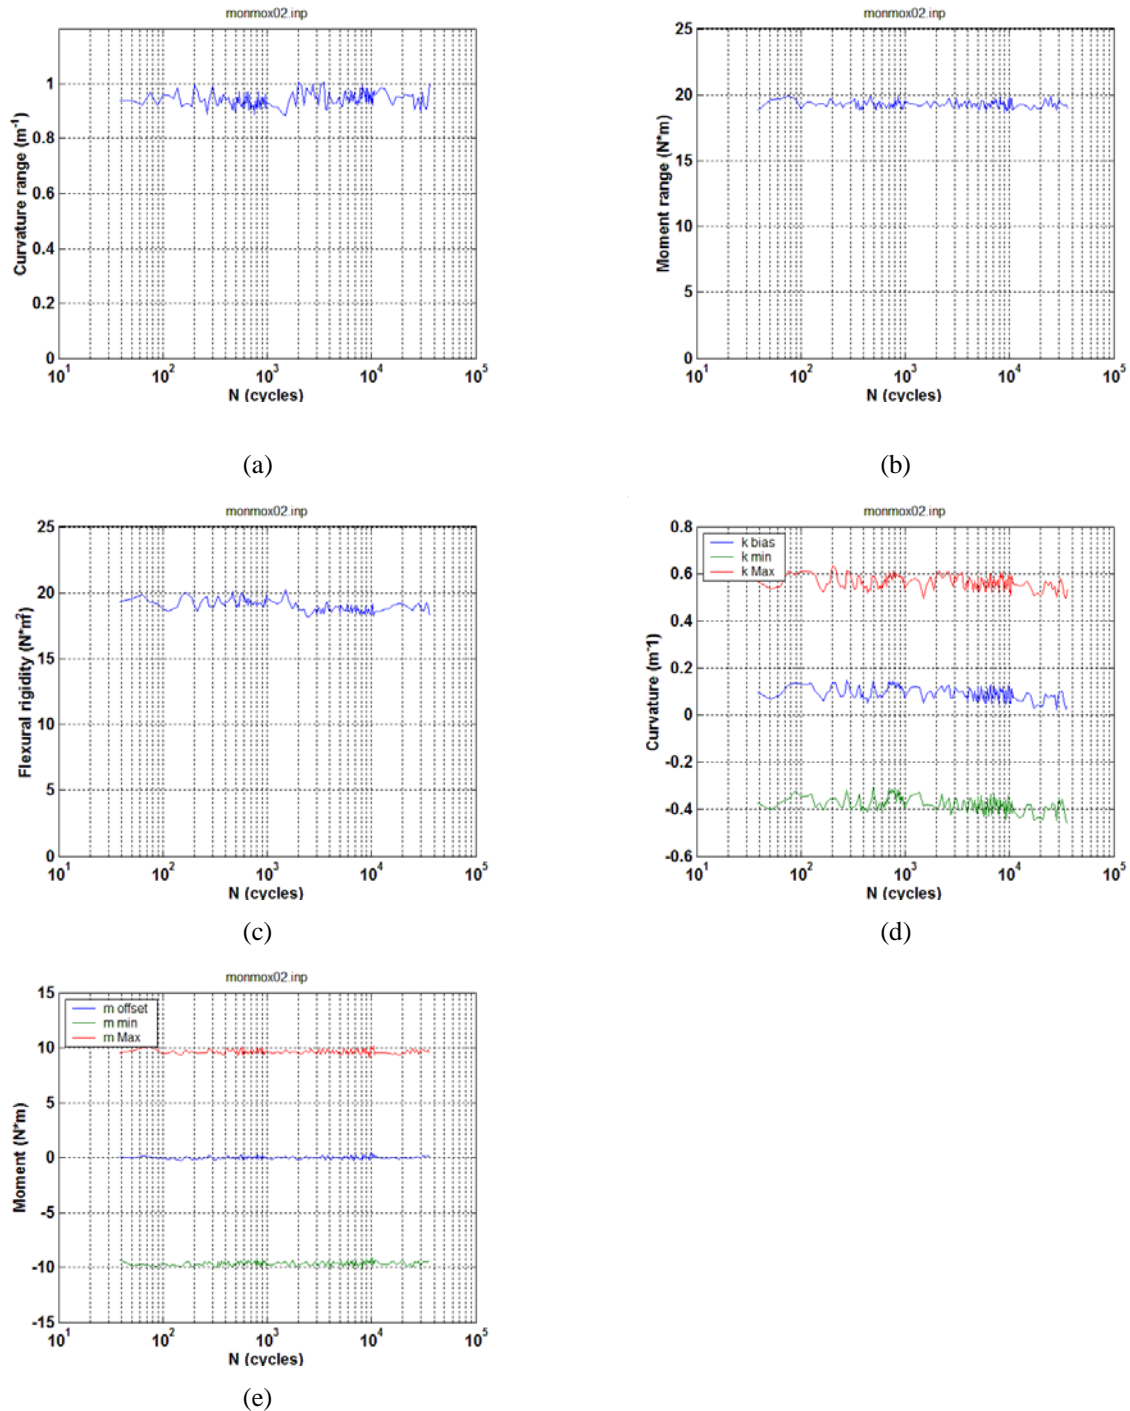 monmox02.inp
1
0.8
0.6
0.4
0.2
0
Curvature range (m⁻¹)
10¹ 10² 10³ 10⁴ 10⁵
N (cycles)
(a)
monmox02.inp
25
20
15
10
5
0
Moment range (N*m)
10¹ 10² 10³ 10⁴ 10⁵
N (cycles)
(b)
monmox02.inp
25
20
15
10
5
0
Flexural rigidity (N*m²)
10¹ 10² 10³ 10⁴ 10⁵
N (cycles)
(c)
monmox02.inp
k bias
k min
k Max
0.8
0.6
0.4
0.2
0
-0.2
-0.4
-0.6
Curvature (m⁻1)
10¹ 10² 10³ 10⁴ 10⁵
N (cycles)
(d)
monmox02.inp
m offset
m min
m Max
15
10
5
0
-5
-10
-15
Moment (N*m)
10¹ 10² 10³ 10⁴ 10⁵
N (cycles)
(e)